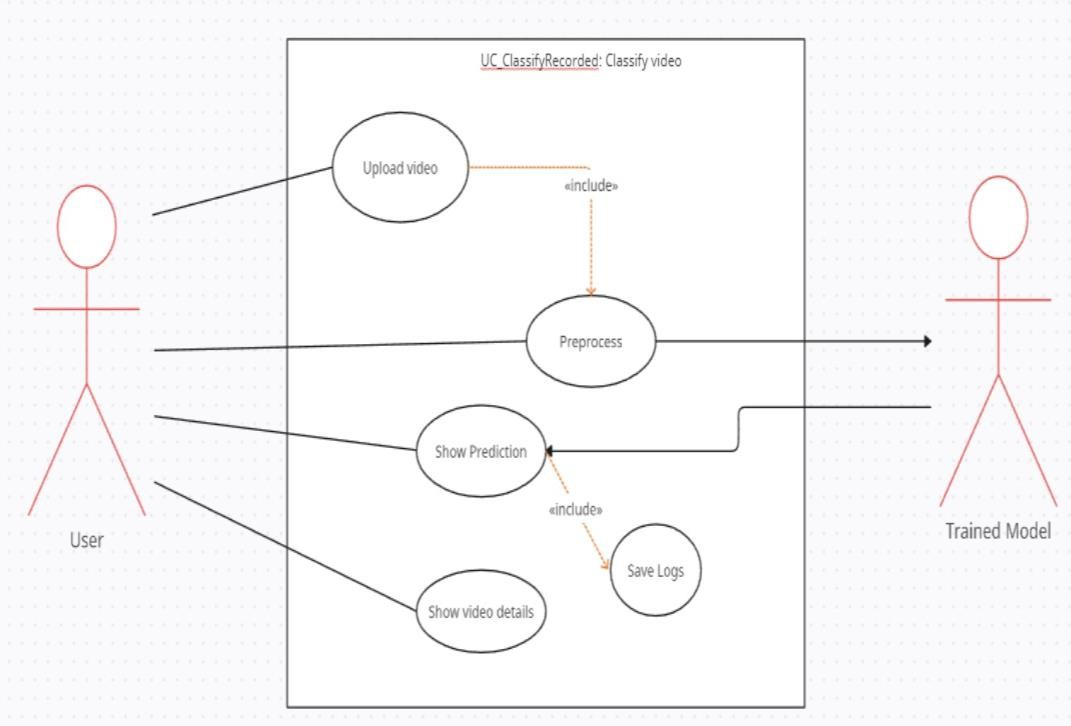 UC_ClassifyRecorded: Classify video
Upload video
«include»
Preprocess
Show Prediction
«include»
Save Logs
Show video details
User
Trained Model